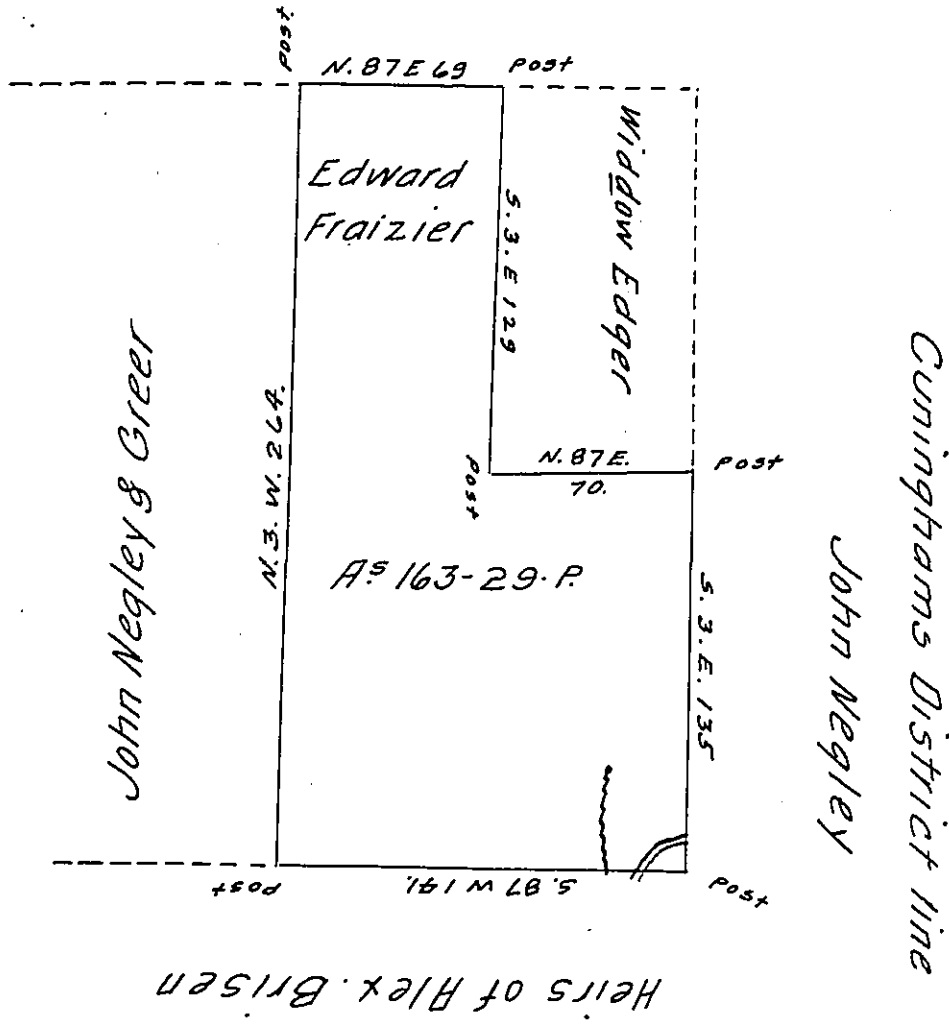 Post
N. 87 E 69
Post
Edward
Fraizier
S. 3. E 129
Widdow Edger
Cuninghams District line
John Negley & Greer
N. 3. W. 264.
Post
N. 87 E.
70.
Post
As 163-29. P.
S. 3. E. 135
John Negley
Post
S. 87 W 141.
Post
Heirs of Alex. Brisen